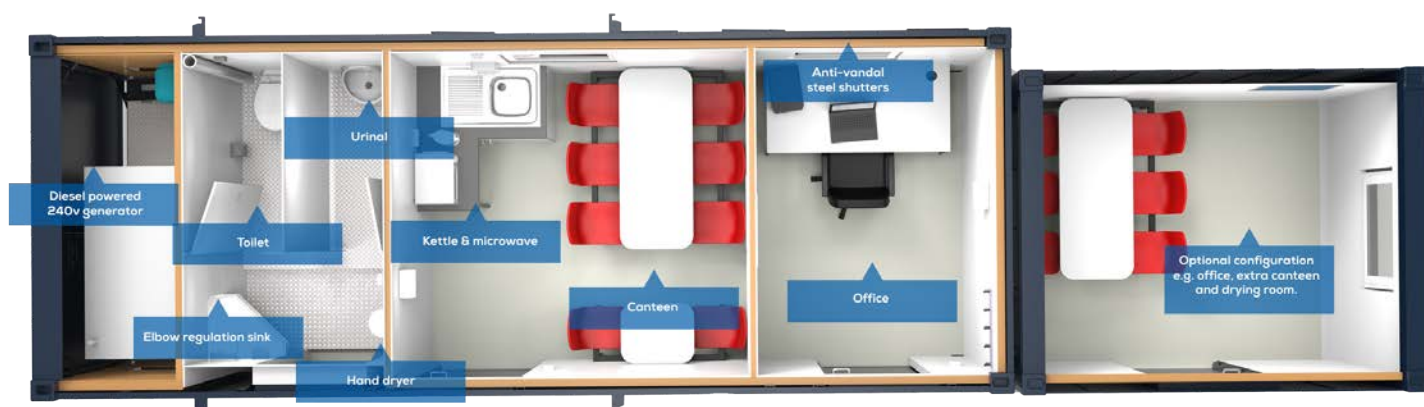 Anti-vandal
steel shutters
Urinal
Diesel powered
240v generator
Toilet
Kettle & microwave
Optional configuration
e.g. office, extra canteen
and drying room.
Canteen
Office
Elbow regulation sink
Hand dryer